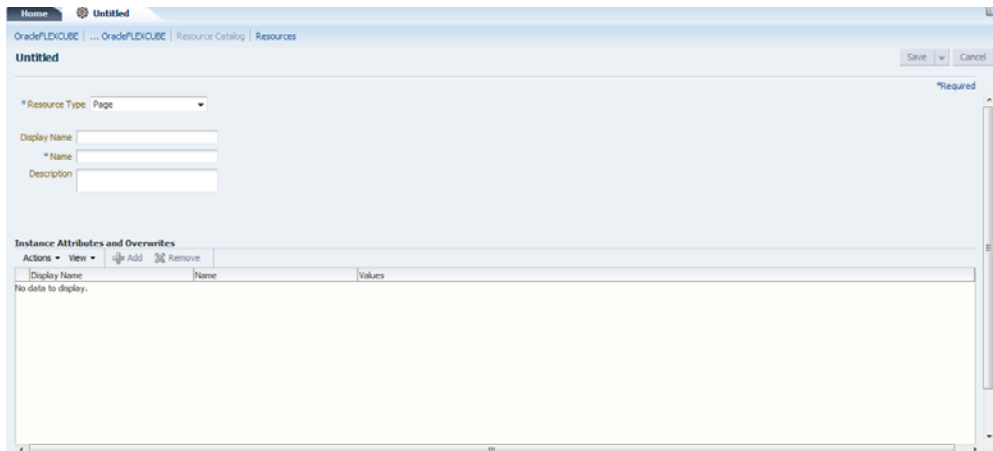 Home Untitled
OracleFLEXCUBE | ... OracleFLEXCUBE | Resource Catalog | Resources
Untitled Save Cancel
*Required
* Resource Type Page
Display Name
* Name
Description
Instance Attributes and Overwrites
Actions View Add Remove
Display Name Name Values
No data to display.